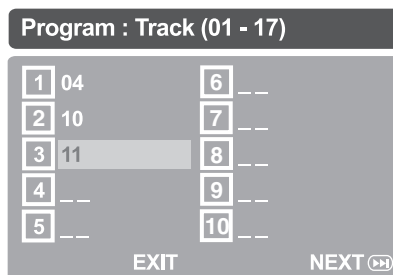 Program : Track (01 - 17)
1 04
2 10
3 11
4 _ _
5 _ _
6 _ _
7 _ _
8 _ _
9 _ _
10 _ _
EXIT
NEXT